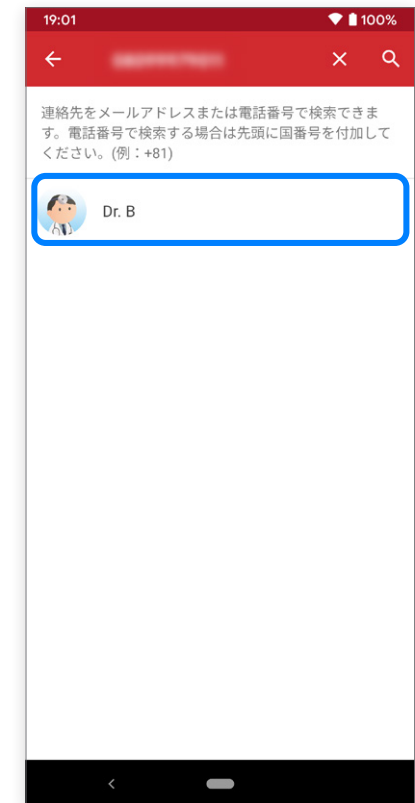 19:01 100%
連絡先をメールアドレスまたは電話番号で検索できま
す。電話番号で検索する場合は先頭に国番号を付加して
ください。(例：+81)
Dr. B